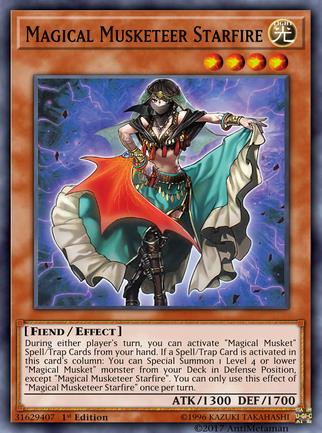 MAGICAL MUSKETEER STARFIRE
LIGHT
光
[FIEND / EFFECT]
During either player's turn, you can activate "Magical Musket"
Spell/Trap Cards from your hand. If a Spell/Trap Card is activated in
this card's column: You can Special Summon 1 Level 4 or lower
"Magical Musket" monster from your Deck in Defense Position,
except "Magical Musketeer Starfire". You can only use this effect of
"Magical Musketeer Starfire" once per turn.
ATK/1300 DEF/1700
31629407 1st Edition ©1996 KAZUKI TAKAHASHI
©2017 AntiMetaman